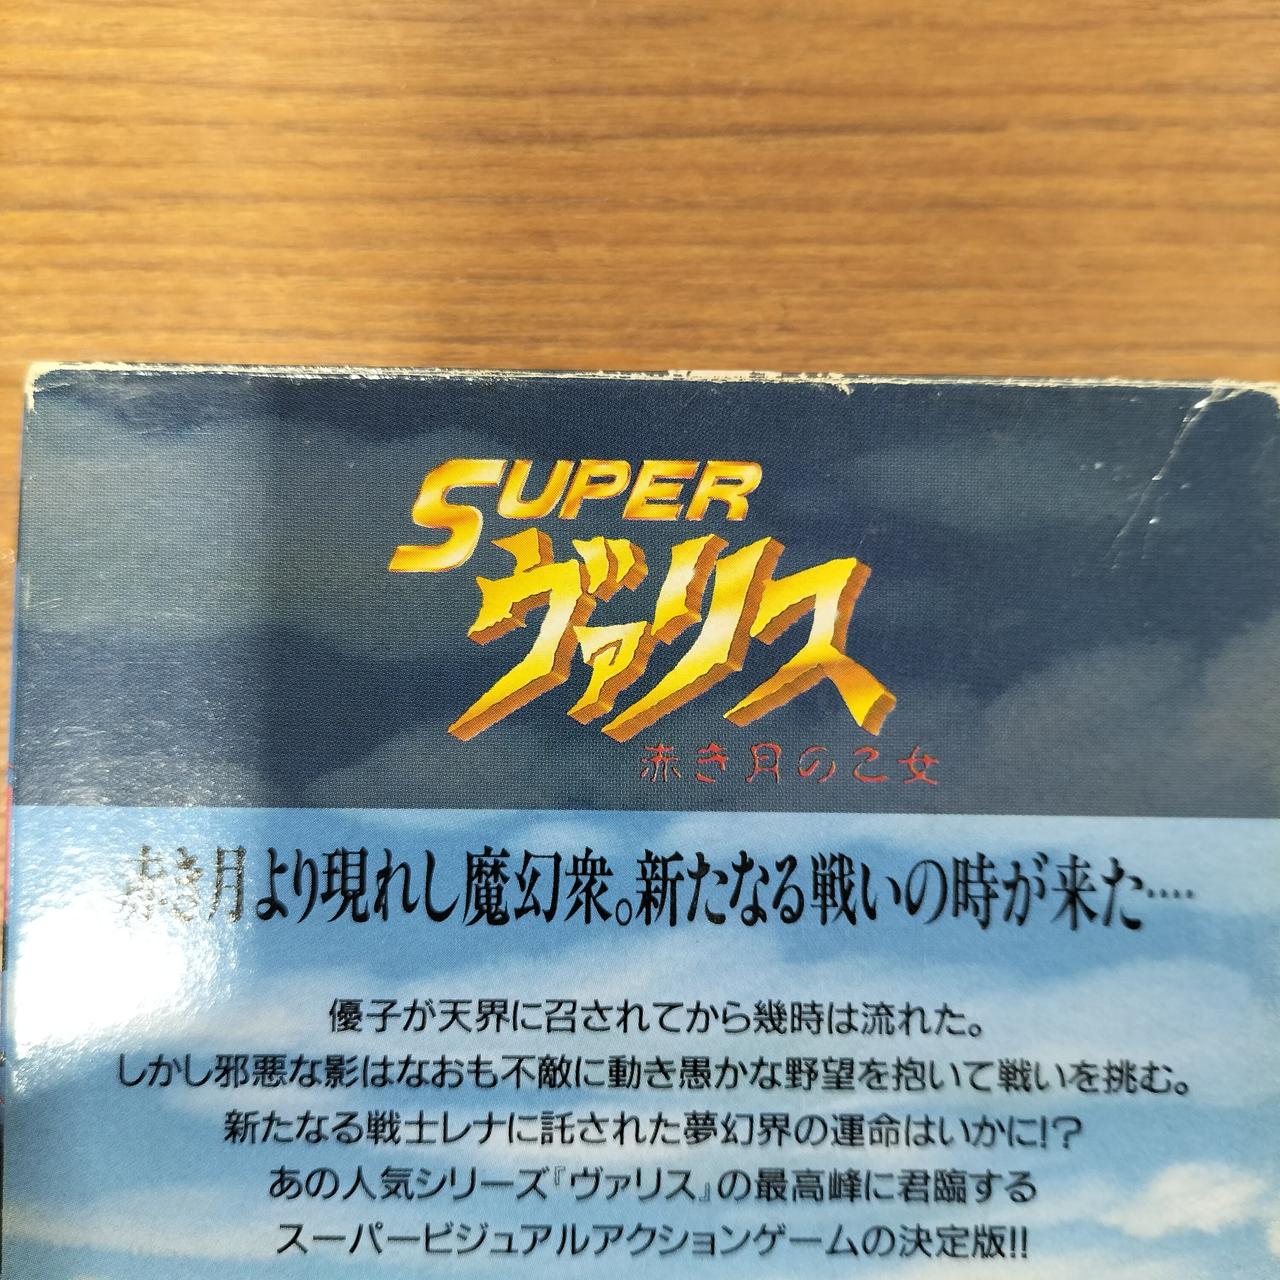 SUPER
ヴァリス
赤き月の乙女
赤き月より現れし魔幻衆。新たなる戦いの時が来た‥‥
優子が天界に召されてから幾時は流れた。
しかし邪悪な影はなおも不敵に動き愚かな野望を抱いて戦いを挑む。
新たなる戦士レナに託された夢幻界の運命はいかに!?
あの人気シリーズ『ヴァリス』の最高峰に君臨する
スーパービジュアルアクションゲームの決定版!!